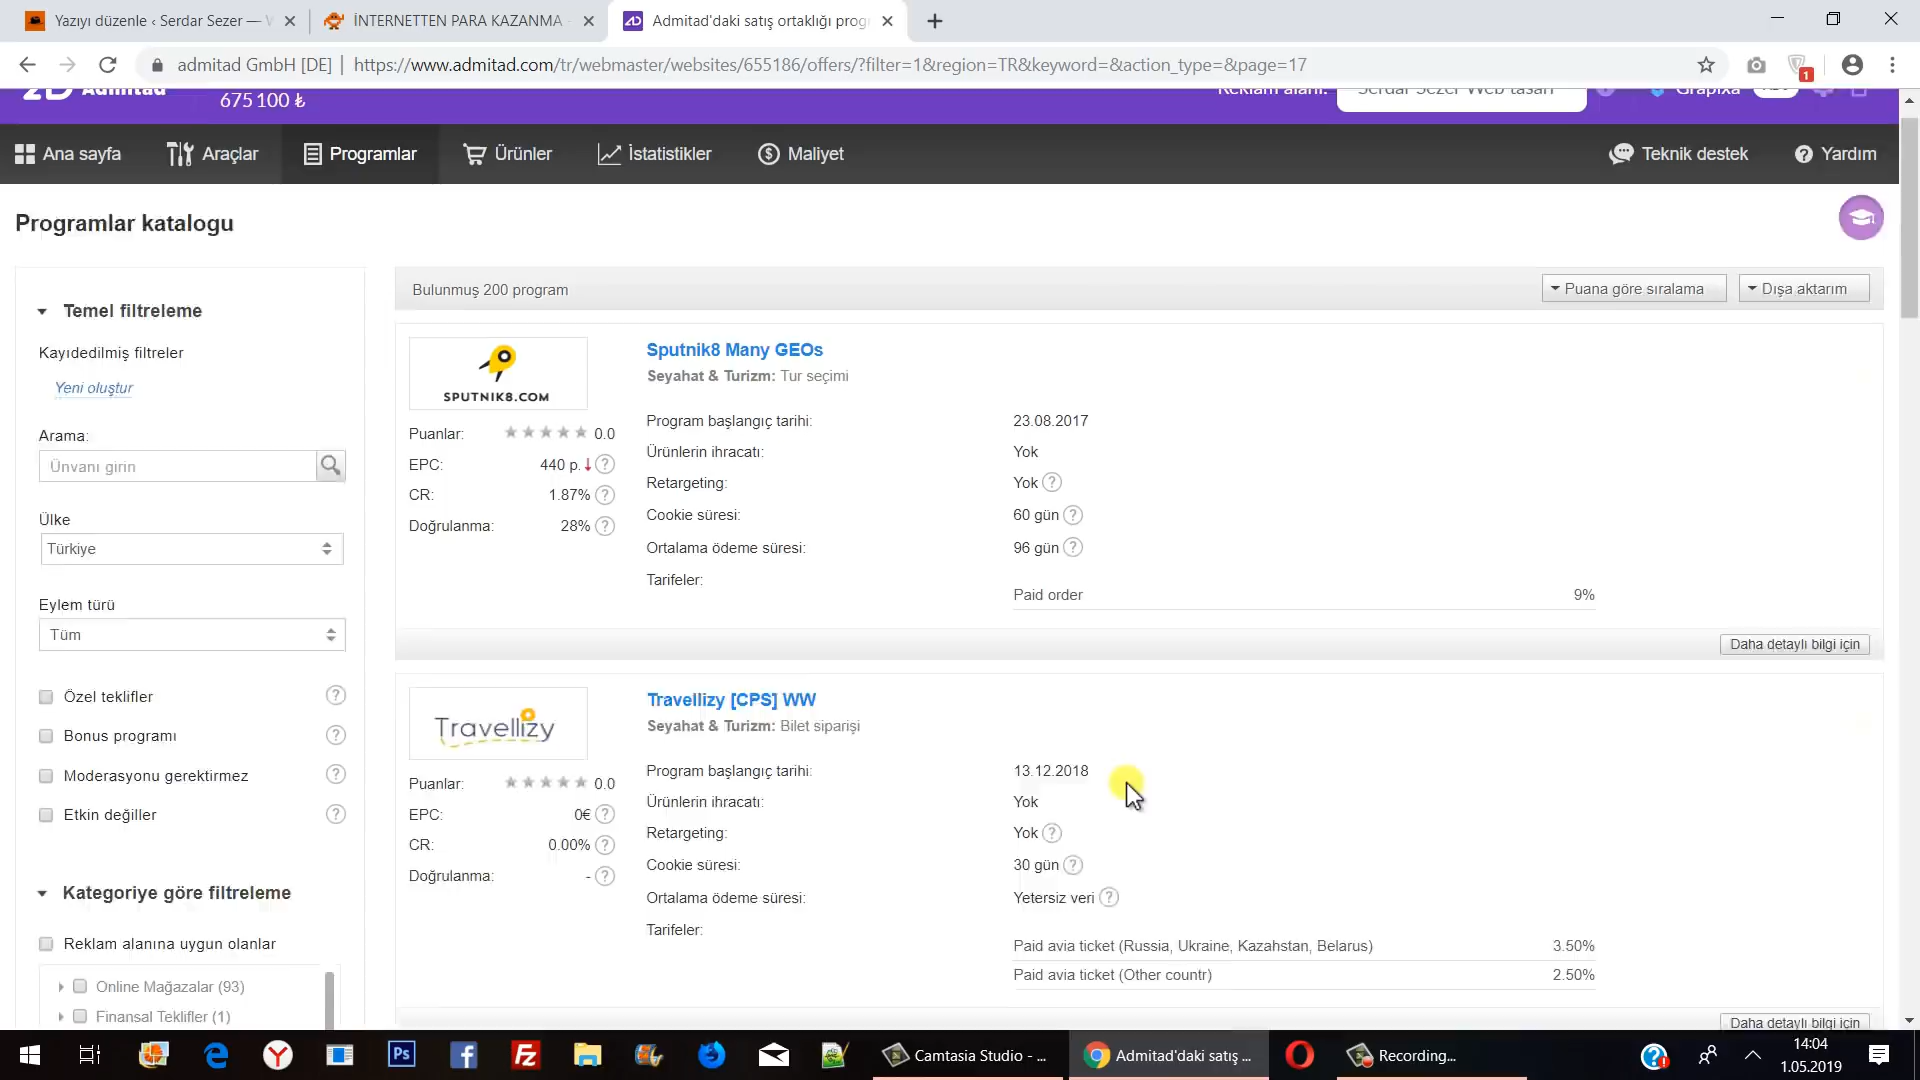 Yazıyı düzenle ‹ Serdar Sezer — W
İNTERNETTEN PARA KAZANMA -
Admitad'daki satış ortaklığı prog
admitad GmbH [DE] | https://www.admitad.com/tr/webmaster/websites/655186/offers/?filter=1&region=TR&keyword=&action_type=&page=17
1
Admitad
675 100 ₺
Reklam alanı:
Serdar Sezer Web tasarı
Grapixa
Ana sayfa
Araçlar
Programlar
Ürünler
İstatistikler
Maliyet
Teknik destek
Yardım
Programlar katalogu
Temel filtreleme
Kayıdedilmiş filtreler
Yeni oluştur
Arama:
Ünvanı girin
Ülke
Türkiye
Eylem türü
Tüm
Özel teklifler ?
Bonus programı ?
Moderasyonu gerektirmez ?
Etkin değiller ?
Kategoriye göre filtreleme
Reklam alanına uygun olanlar
Online Mağazalar (93)
Finansal Teklifler (1)
Bulunmuş 200 program
Puana göre sıralama
Dışa aktarım
SPUTNIK8.COM
Puanlar: 0.0
EPC: 440 p. ↓ ?
CR: 1.87% ?
Doğrulanma: 28% ?
Sputnik8 Many GEOs
Seyahat & Turizm: Tur seçimi
Program başlangıç tarihi: 23.08.2017
Ürünlerin ihracatı: Yok
Retargeting: Yok ?
Cookie süresi: 60 gün ?
Ortalama ödeme süresi: 96 gün ?
Tarifeler:
Paid order 9%
Daha detaylı bilgi için
Travellizy
Puanlar: 0.0
EPC: 0€ ?
CR: 0.00% ?
Doğrulanma: - ?
Travellizy [CPS] WW
Seyahat & Turizm: Bilet siparişi
Program başlangıç tarihi: 13.12.2018
Ürünlerin ihracatı: Yok
Retargeting: Yok ?
Cookie süresi: 30 gün ?
Ortalama ödeme süresi: Yetersiz veri ?
Tarifeler:
Paid avia ticket (Russia, Ukraine, Kazahstan, Belarus) 3.50%
Paid avia ticket (Other countr) 2.50%
Daha detaylı bilgi için
Ps
Camtasia Studio - ...
Admitad'daki satış ...
Recording...
14:04
1.05.2019